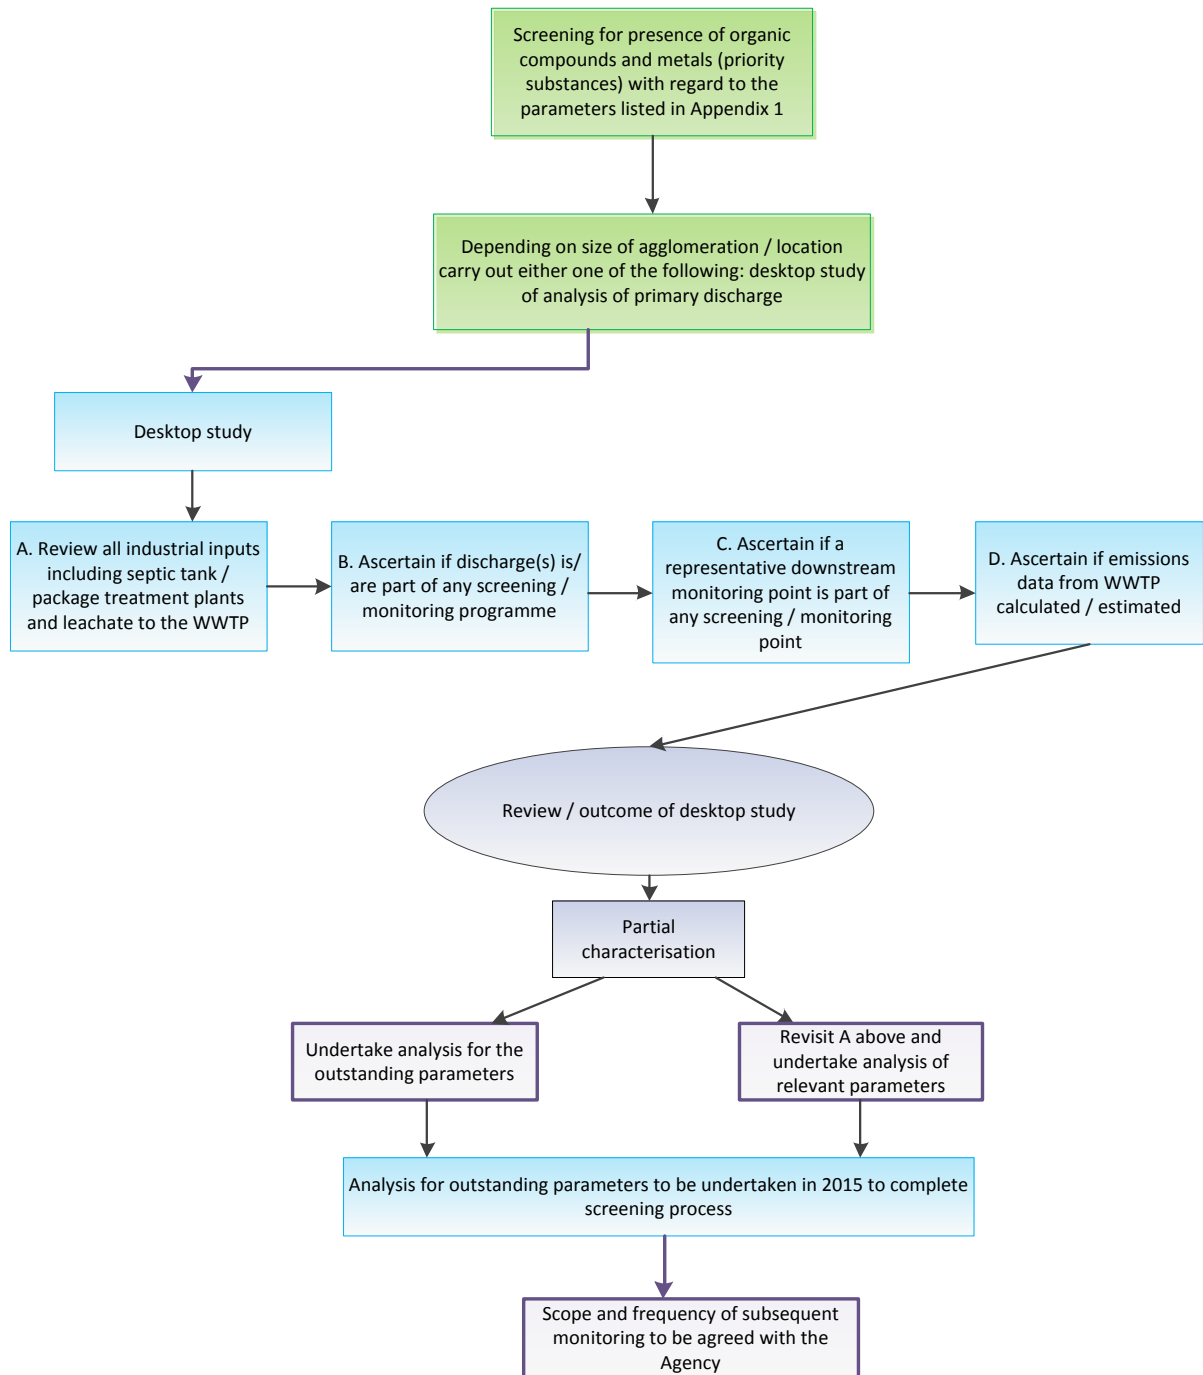 Screening for presence of organic
compounds and metals (priority
substances) with regard to the
parameters listed in Appendix 1
Depending on size of agglomeration / location
carry out either one of the following: desktop study
of analysis of primary discharge
Desktop study
A. Review all industrial inputs
including septic tank /
package treatment plants
and leachate to the WWTP
B. Ascertain if discharge(s) is/
are part of any screening /
monitoring programme
C. Ascertain if a
representative downstream
monitoring point is part of
any screening / monitoring
point
D. Ascertain if emissions
data from WWTP
calculated / estimated
Review / outcome of desktop study
Partial
characterisation
Undertake analysis for the
outstanding parameters
Revisit A above and
undertake analysis of
relevant parameters
Analysis for outstanding parameters to be undertaken in 2015 to complete
screening process
Scope and frequency of subsequent
monitoring to be agreed with the
Agency